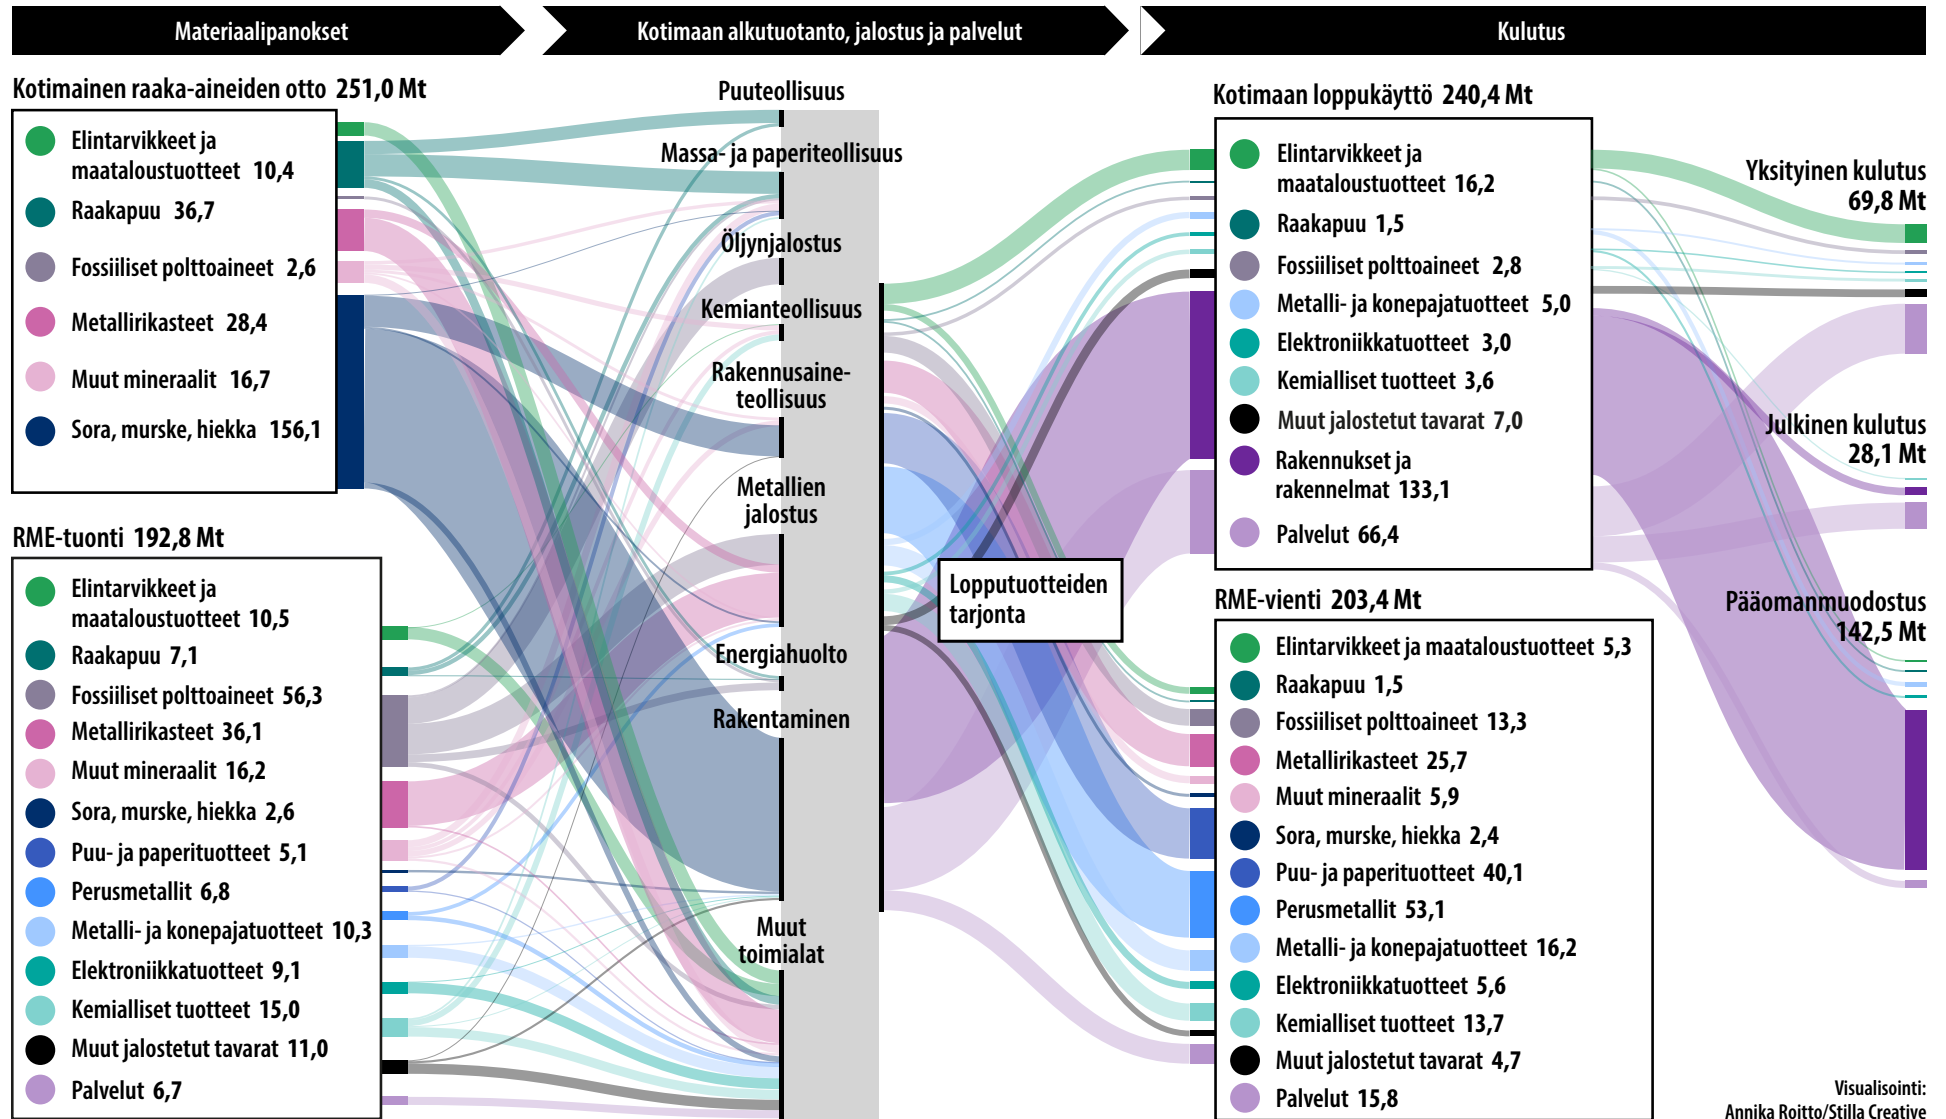 Materiaalipanokset
Kotimaan alkutuotanto, jalostus ja palvelut
Kulutus
Kotimainen raaka-aineiden otto 251,0 Mt
Elintarvikkeet ja
maataloustuotteet 10,4
Raakapuu 36,7
Fossiiliset polttoaineet 2,6
Metallirikasteet 28,4
Muut mineraalit 16,7
Sora, murske, hiekka 156,1
RME-tuonti 192,8 Mt
Elintarvikkeet ja
maataloustuotteet 10,5
Raakapuu 7,1
Fossiiliset polttoaineet 56,3
Metallirikasteet 36,1
Muut mineraalit 16,2
Sora, murske, hiekka 2,6
Puu- ja paperituotteet 5,1
Perusmetallit 6,8
Metalli- ja konepajatuotteet 10,3
Elektroniikkatuotteet 9,1
Kemialliset tuotteet 15,0
Muut jalostetut tavarat 11,0
Palvelut 6,7
Puuteollisuus
Massa- ja paperiteollisuus
Öljynjalostus
Kemianteollisuus
Rakennusaine-
teollisuus
Metallien
jalostus
Energiahuolto
Rakentaminen
Muut
toimialat
Lopputuotteiden
tarjonta
Kotimaan loppukäyttö 240,4 Mt
Elintarvikkeet ja
maataloustuotteet 16,2
Raakapuu 1,5
Fossiiliset polttoaineet 2,8
Metalli- ja konepajatuotteet 5,0
Elektroniikkatuotteet 3,0
Kemialliset tuotteet 3,6
Muut jalostetut tavarat 7,0
Rakennukset ja
rakennelmat 133,1
Palvelut 66,4
RME-vienti 203,4 Mt
Elintarvikkeet ja maataloustuotteet 5,3
Raakapuu 1,5
Fossiiliset polttoaineet 13,3
Metallirikasteet 25,7
Muut mineraalit 5,9
Sora, murske, hiekka 2,4
Puu- ja paperituotteet 40,1
Perusmetallit 53,1
Metalli- ja konepajatuotteet 16,2
Elektroniikkatuotteet 5,6
Kemialliset tuotteet 13,7
Muut jalostetut tavarat 4,7
Palvelut 15,8
Yksityinen kulutus
69,8 Mt
Julkinen kulutus
28,1 Mt
Pääomanmuodostus
142,5 Mt
Visualisointi:
Annika Roitto/Stilla Creative